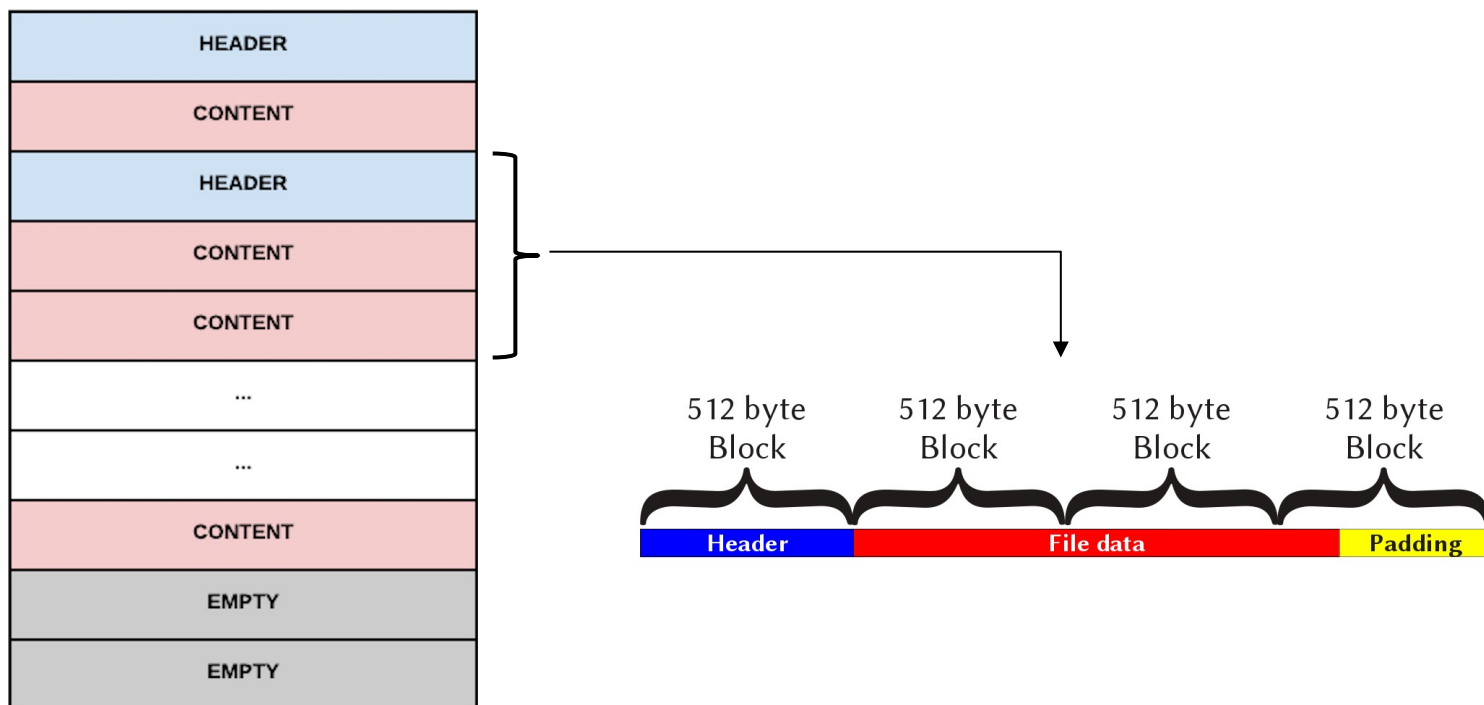 HEADER
CONTENT
HEADER
CONTENT
CONTENT
...
...
CONTENT
EMPTY
EMPTY
512 byte
Block
512 byte
Block
512 byte
Block
512 byte
Block
Header
File data
Padding